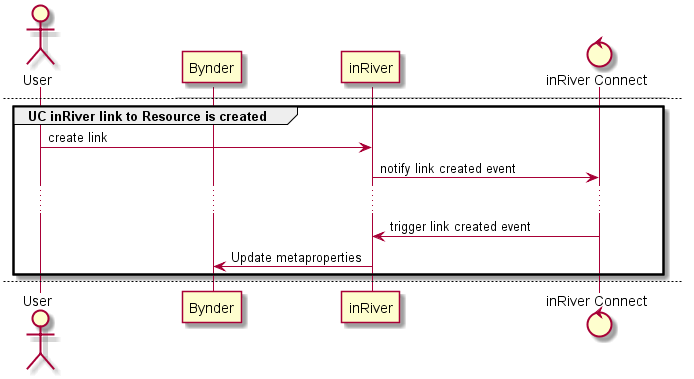 User
Bynder
inRiver
inRiver Connect
UC inRiver link to Resource is created
create link
notify link created event
trigger link created event
Update metaproperties
User
Bynder
inRiver
inRiver Connect